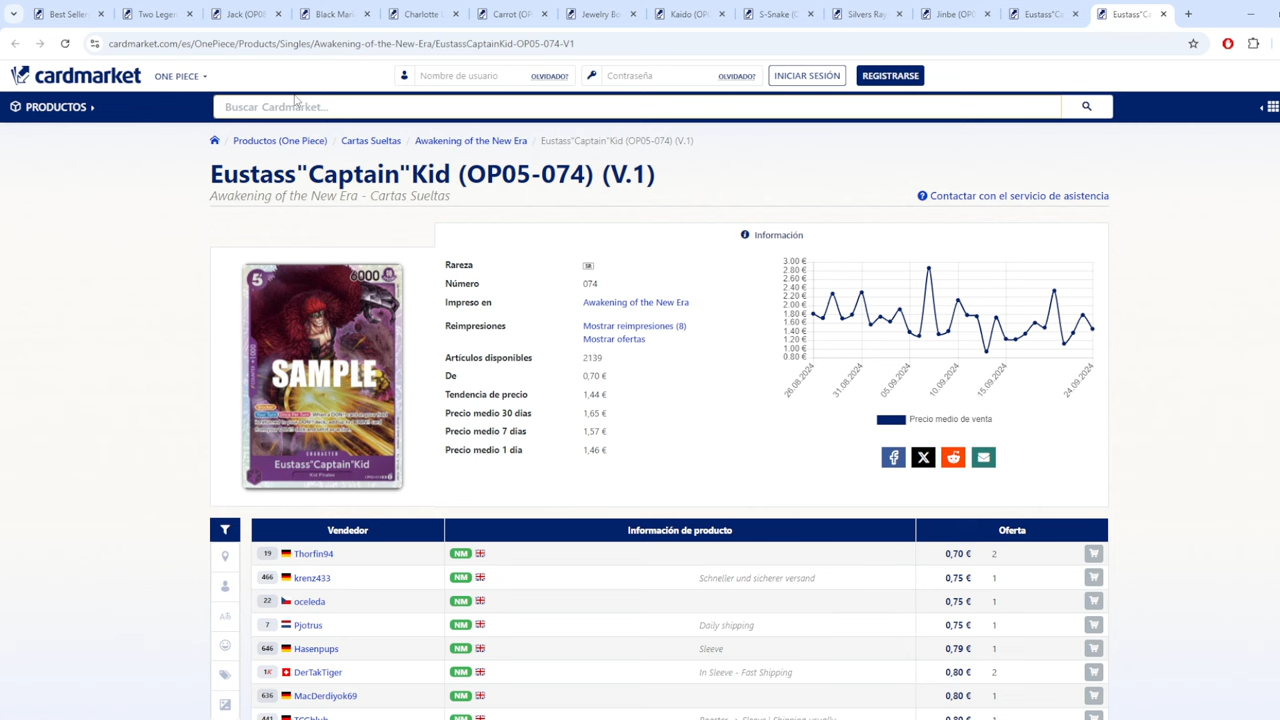 Best Seller
Two Legen
Jack (OP0
Black Mar
Charlotte L
Carrot (OP
Jewelry Bo
Kaido (OP
S-Snake (
Silvers Ray
Jinbe (OP0
Eustass"Ca
Eustass"Ca
cardmarket.com/es/OnePiece/Products/Singles/Awakening-of-the-New-Era/EustassCaptainKid-OP05-074-V1
cardmarket
ONE PIECE
Nombre de usuario
OLVIDADO?
Contraseña
OLVIDADO?
INICIAR SESIÓN
REGISTRARSE
PRODUCTOS
Buscar Cardmarket...
Productos (One Piece) / Cartas Sueltas / Awakening of the New Era / Eustass"Captain"Kid (OP05-074) (V.1)
Eustass"Captain"Kid (OP05-074) (V.1)
Awakening of the New Era - Cartas Sueltas
Contactar con el servicio de asistencia
Información
5
6000
SAMPLE
CHARACTER
Eustass"Captain"Kid
Kid Pirates
Rareza SR
Número 074
Impreso en Awakening of the New Era
Reimpresiones Mostrar reimpresiones (8)
Mostrar ofertas
Artículos disponibles 2139
De 0,70 €
Tendencia de precio 1,44 €
Precio medio 30 días 1,65 €
Precio medio 7 días 1,57 €
Precio medio 1 día 1,46 €
3.00 €
2.80 €
2.60 €
2.40 €
2.20 €
2.00 €
1.80 €
1.60 €
1.40 €
1.20 €
1.00 €
0.80 €
26.08.2024
31.08.2024
05.09.2024
10.09.2024
15.09.2024
24.09.2024
Precio medio de venta
Vendedor Información de producto Oferta
19 Thorfin94 NM 0,70 € 2
466 krenz433 NM Schneller und sicherer versand 0,75 € 1
22 oceleda NM 0,75 € 1
7 Pjotrus NM Daily shipping 0,75 € 1
646 Hasenpups NM Sleeve 0,79 € 1
1K DerTakTiger NM In Sleeve - Fast Shipping 0,80 € 2
636 MacDerdiyok69 NM 0,80 € 1